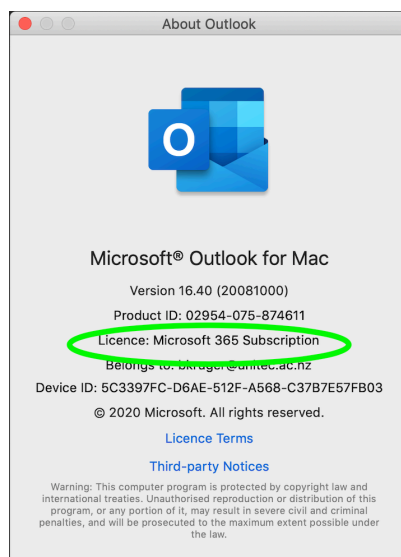 About Outlook
O
Microsoft® Outlook for Mac
Version 16.40 (20081000)
Product ID: 02954-075-874611
Licence: Microsoft 365 Subscription
Belongs to: bkruger@unitec.ac.nz
Device ID: 5C3397FC-D6AE-512F-A568-C37B7E57FB03
© 2020 Microsoft. All rights reserved.
Licence Terms
Third-party Notices
Warning: This computer program is protected by copyright law and
international treaties. Unauthorised reproduction or distribution of this
program, or any portion of it, may result in severe civil and criminal
penalties, and will be prosecuted to the maximum extent possible under
the law.